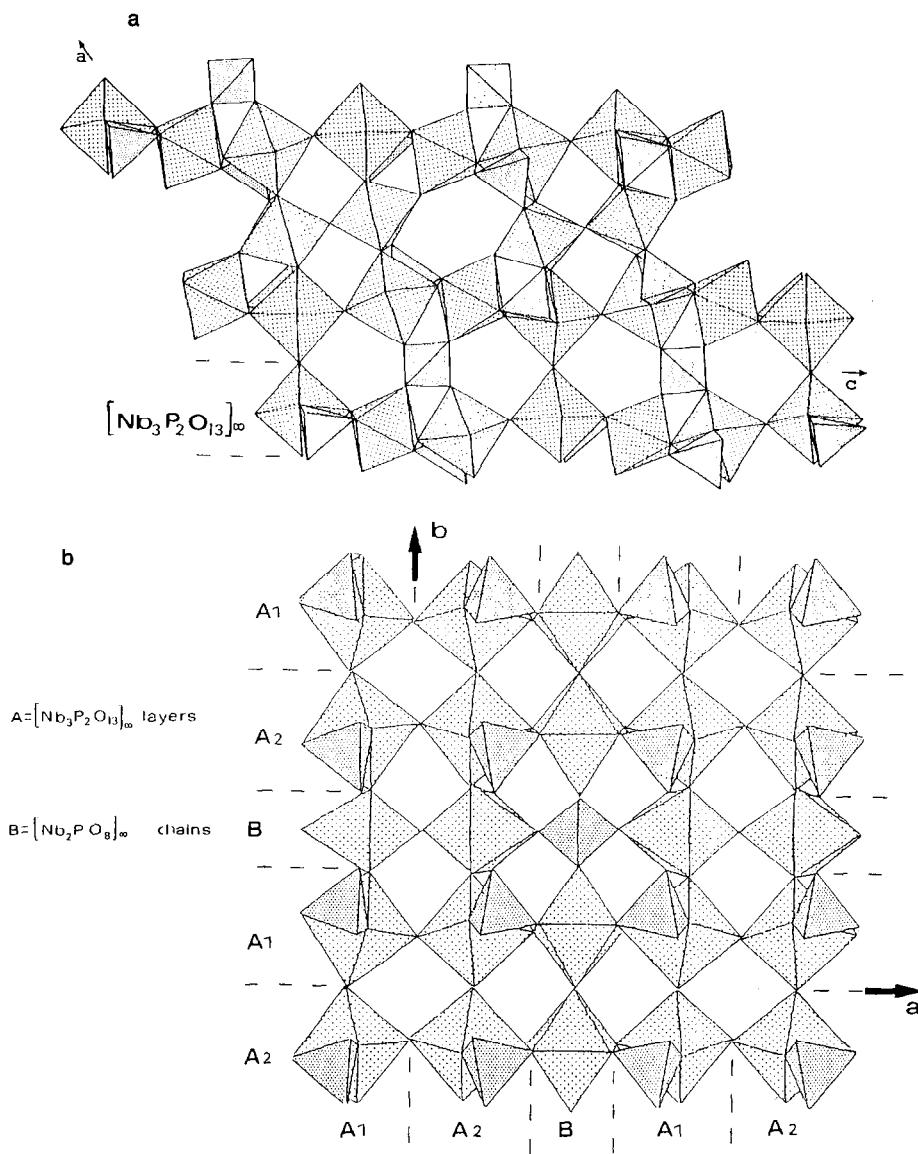 a
a
c
[Nb3P2O13]∞
b
b
A1
A=[Nb3P2O13]∞ layers
A2
B=[Nb2PO8]∞ chains
B
A1
a
A2
A1 A2 B A1 A2